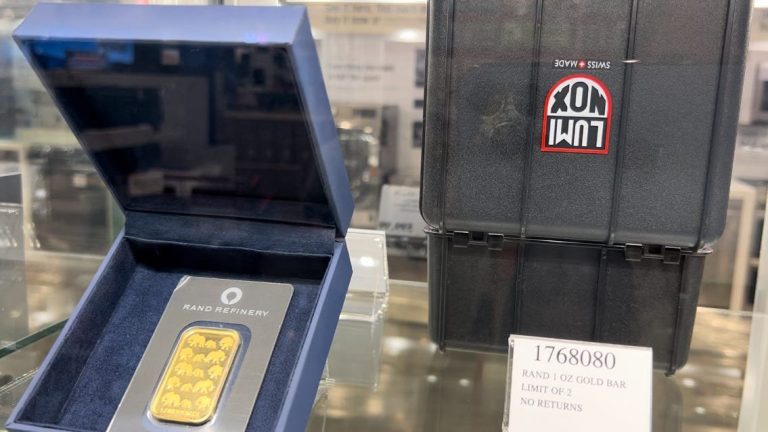 RAND REFINERY
SWISS MADE
LUMI
NOX
1768080
RAND 1 OZ GOLD BAR
LIMIT OF 2
NO RETURNS